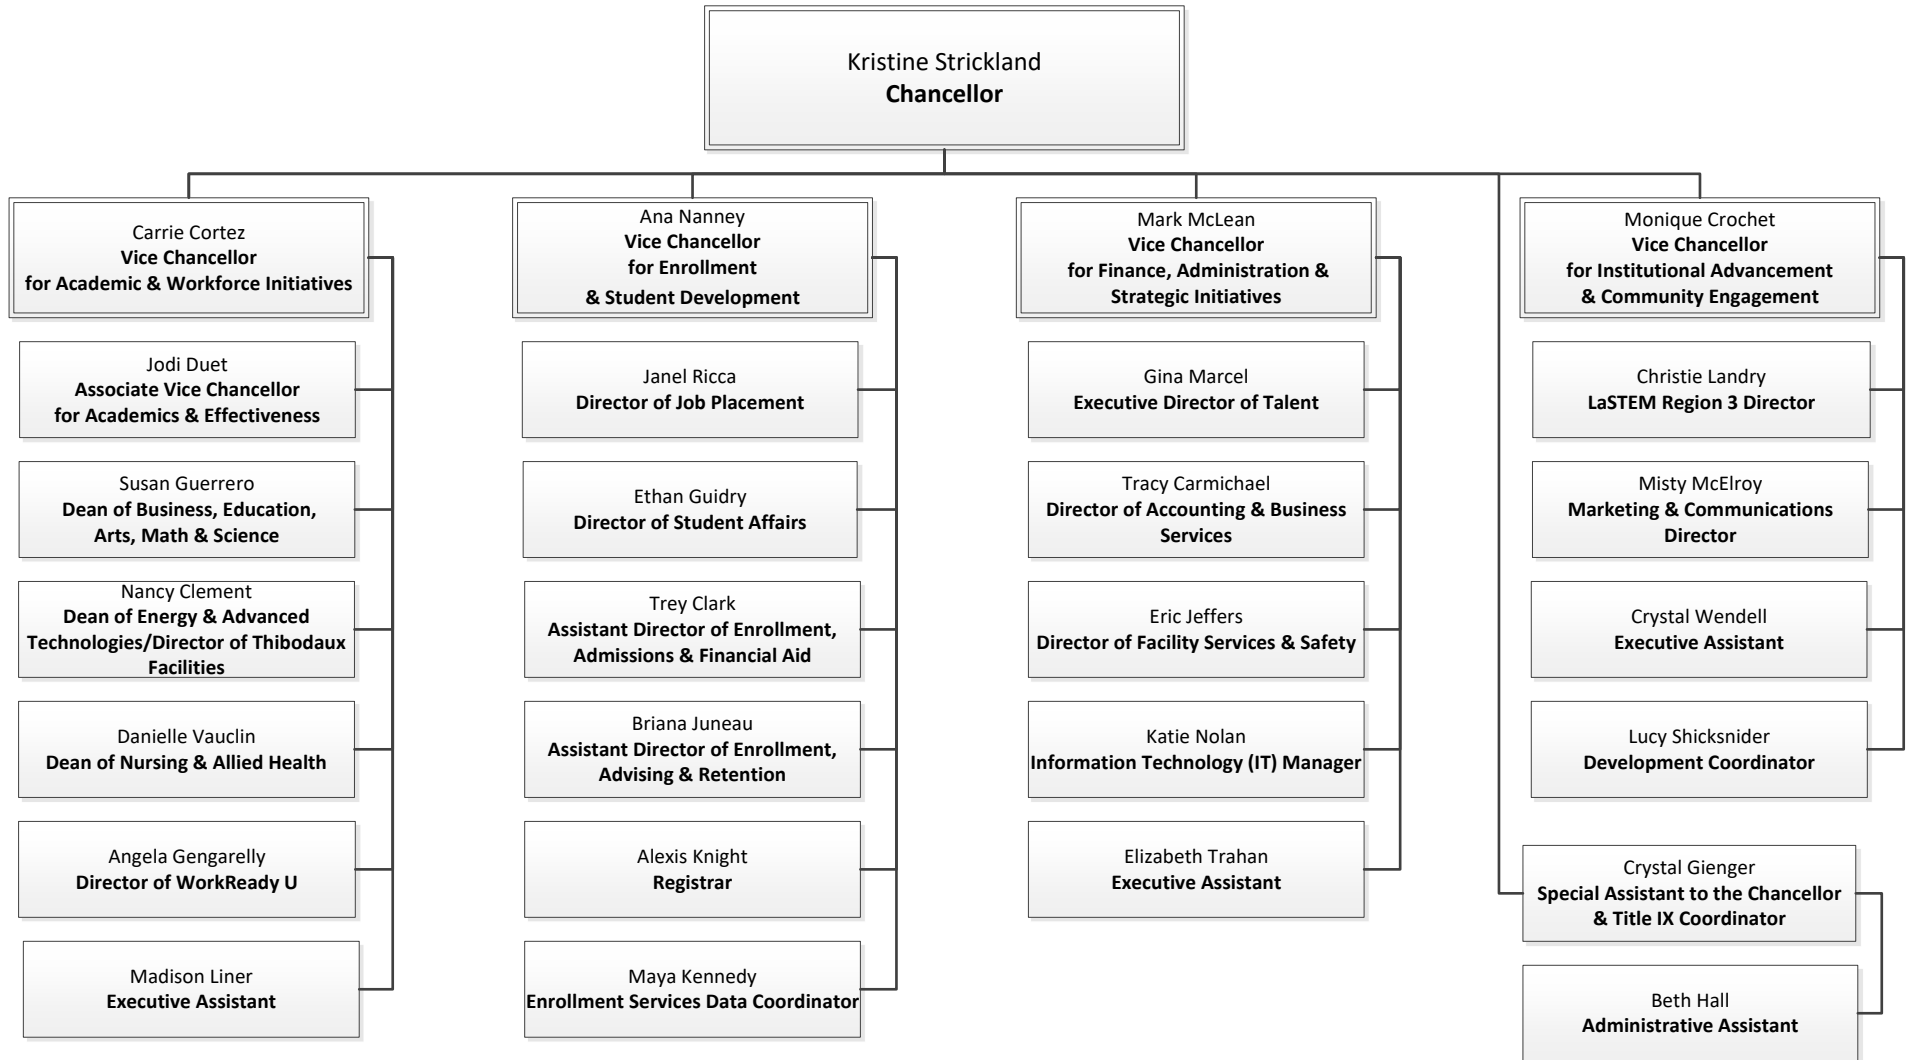 Kristine Strickland
Chancellor
Carrie Cortez
Vice Chancellor
for Academic & Workforce Initiatives
Jodi Duet
Associate Vice Chancellor
for Academics & Effectiveness
Susan Guerrero
Dean of Business, Education,
Arts, Math & Science
Nancy Clement
Dean of Energy & Advanced
Technologies/Director of Thibodaux
Facilities
Danielle Vauclin
Dean of Nursing & Allied Health
Angela Gengarelly
Director of WorkReady U
Madison Liner
Executive Assistant
Ana Nanney
Vice Chancellor
for Enrollment
& Student Development
Janel Ricca
Director of Job Placement
Ethan Guidry
Director of Student Affairs
Trey Clark
Assistant Director of Enrollment,
Admissions & Financial Aid
Briana Juneau
Assistant Director of Enrollment,
Advising & Retention
Alexis Knight
Registrar
Maya Kennedy
Enrollment Services Data Coordinator
Mark McLean
Vice Chancellor
for Finance, Administration &
Strategic Initiatives
Gina Marcel
Executive Director of Talent
Tracy Carmichael
Director of Accounting & Business
Services
Eric Jeffers
Director of Facility Services & Safety
Katie Nolan
Information Technology (IT) Manager
Elizabeth Trahan
Executive Assistant
Monique Crochet
Vice Chancellor
for Institutional Advancement
& Community Engagement
Christie Landry
LaSTEM Region 3 Director
Misty McElroy
Marketing & Communications
Director
Crystal Wendell
Executive Assistant
Lucy Shicksnider
Development Coordinator
Crystal Gienger
Special Assistant to the Chancellor
& Title IX Coordinator
Beth Hall
Administrative Assistant